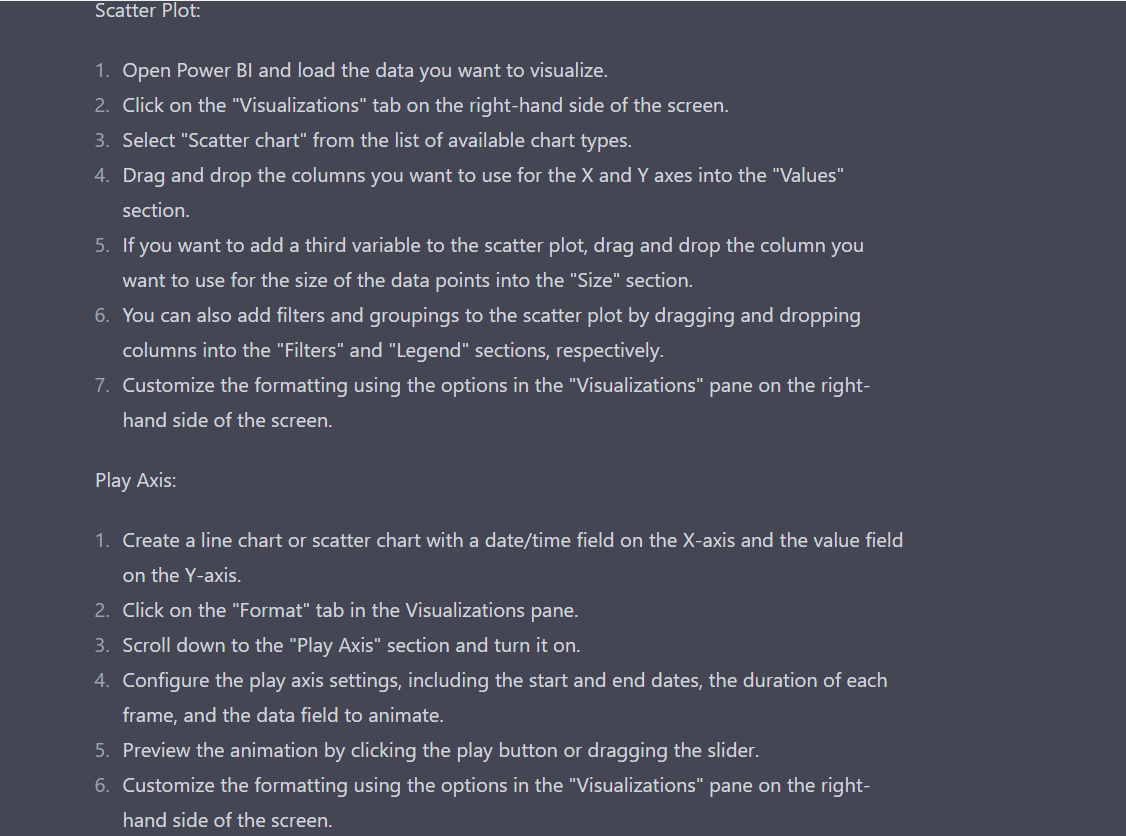 Scatter Plot:
1. Open Power BI and load the data you want to visualize.
2. Click on the "Visualizations" tab on the right-hand side of the screen.
3. Select "Scatter chart" from the list of available chart types.
4. Drag and drop the columns you want to use for the X and Y axes into the "Values"
section.
5. If you want to add a third variable to the scatter plot, drag and drop the column you
want to use for the size of the data points into the "Size" section.
6. You can also add filters and groupings to the scatter plot by dragging and dropping
columns into the "Filters" and "Legend" sections, respectively.
7. Customize the formatting using the options in the "Visualizations" pane on the right-
hand side of the screen.
Play Axis:
1. Create a line chart or scatter chart with a date/time field on the X-axis and the value field
on the Y-axis.
2. Click on the "Format" tab in the Visualizations pane.
3. Scroll down to the "Play Axis" section and turn it on.
4. Configure the play axis settings, including the start and end dates, the duration of each
frame, and the data field to animate.
5. Preview the animation by clicking the play button or dragging the slider.
6. Customize the formatting using the options in the "Visualizations" pane on the right-
hand side of the screen.